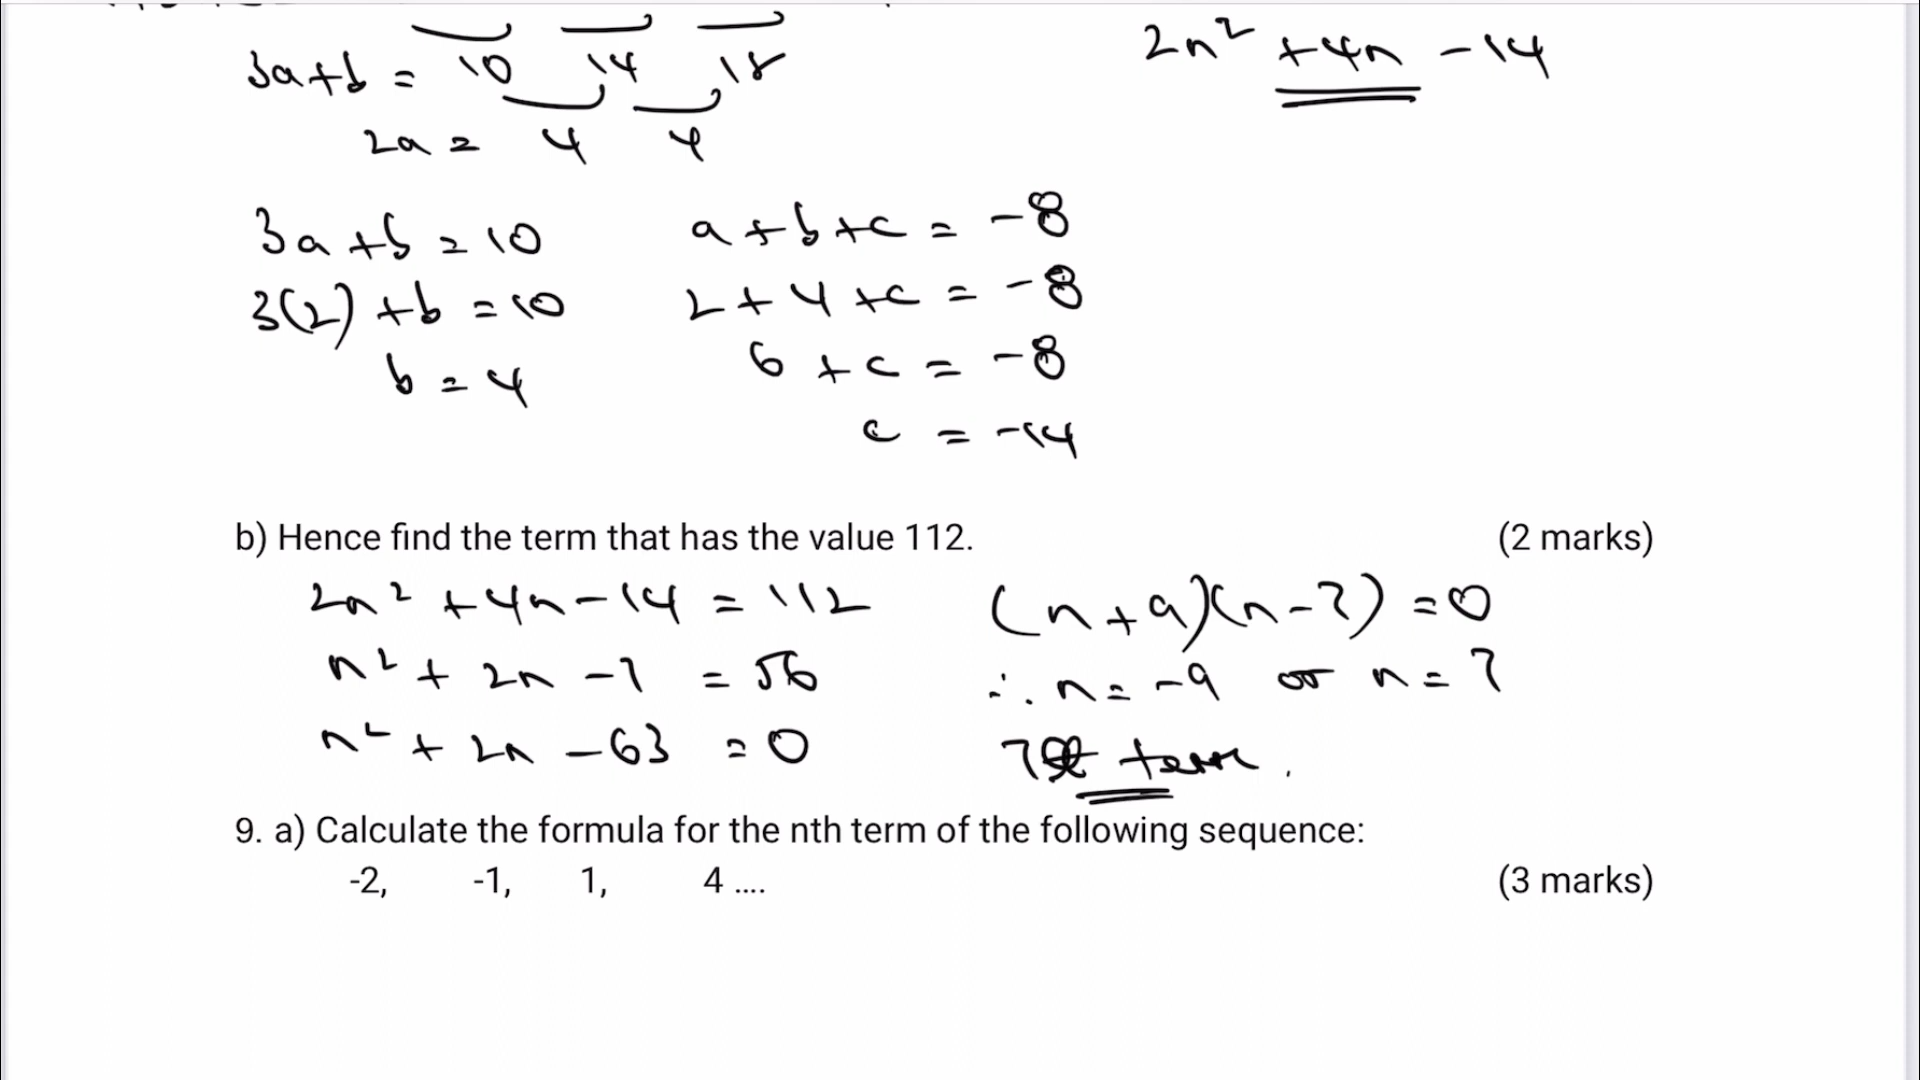 3a+b = 10 14 18
2n² +4n -14
2a = 4 4
3a+b = 10
a+b+c = -8
3(2) +b = 10
2+4+c = -8
b = 4
6 +c = -8
c = -14
b) Hence find the term that has the value 112. (2 marks)
2n² +4n-14 = 112
(n+9)(n-7) = 0
n² + 2n -7 = 56
∴ n = -9 or n = 7
n² + 2n -63 = 0
7 term.
9. a) Calculate the formula for the nth term of the following sequence:
-2, -1, 1, 4 .... (3 marks)